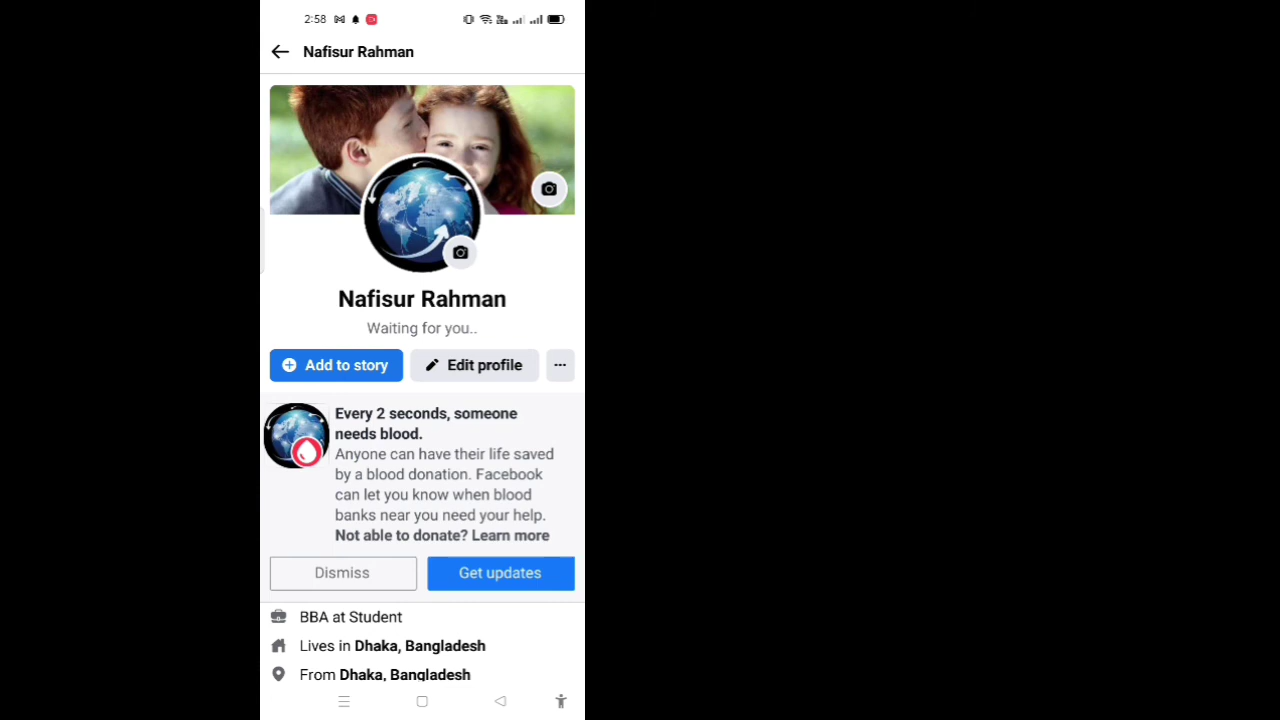 2:58
Nafisur Rahman
Nafisur Rahman
Waiting for you..
Add to story
Edit profile
Every 2 seconds, someone
needs blood.
Anyone can have their life saved
by a blood donation. Facebook
can let you know when blood
banks near you need your help.
Not able to donate? Learn more
Dismiss
Get updates
BBA at Student
Lives in Dhaka, Bangladesh
From Dhaka, Bangladesh